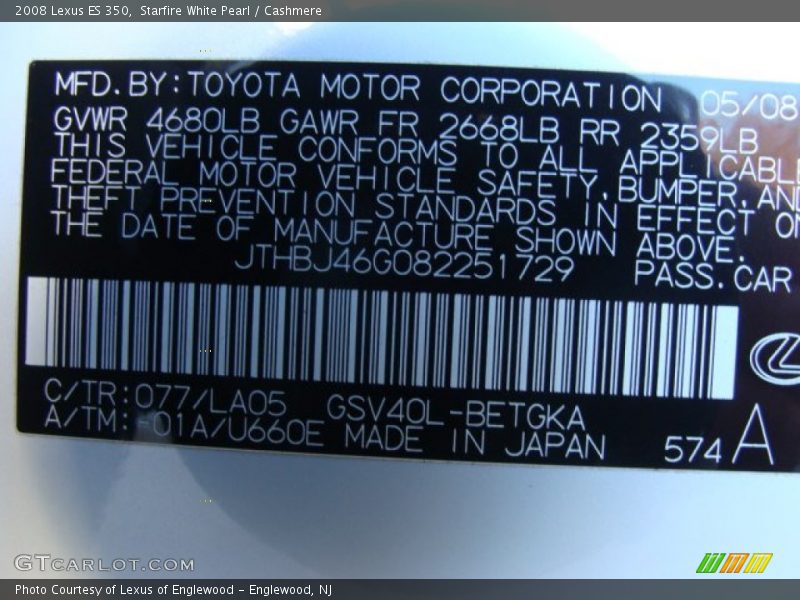 2008 Lexus ES 350,  Starfire White Pearl / Cashmere
MFD. BY: TOYOTA MOTOR CORPORATION 05/08
GVWR 4680LB GAWR FR 2668LB RR 2359LB
THIS VEHICLE CONFORMS TO ALL APPLICABLE
FEDERAL MOTOR VEHICLE SAFETY, BUMPER, AND
THEFT PREVENTION STANDARDS IN EFFECT ON
THE DATE OF MANUFACTURE SHOWN ABOVE.
JTHBJ46G082251729 PASS. CAR
C/TR: 077/LA05 GSV40L-BETGKA
A/TM: -01A/U660E MADE IN JAPAN 574 A
GTCARLOT.COM
Photo Courtesy of Lexus of Englewood - Englewood, NJ